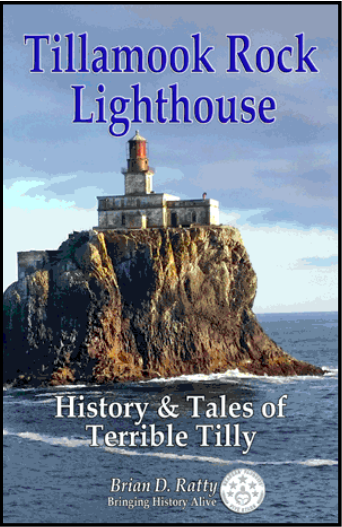 Tillamook Rock
Lighthouse
History & Tales of
Terrible Tilly
Brian D. Ratty
Bringing History Alive